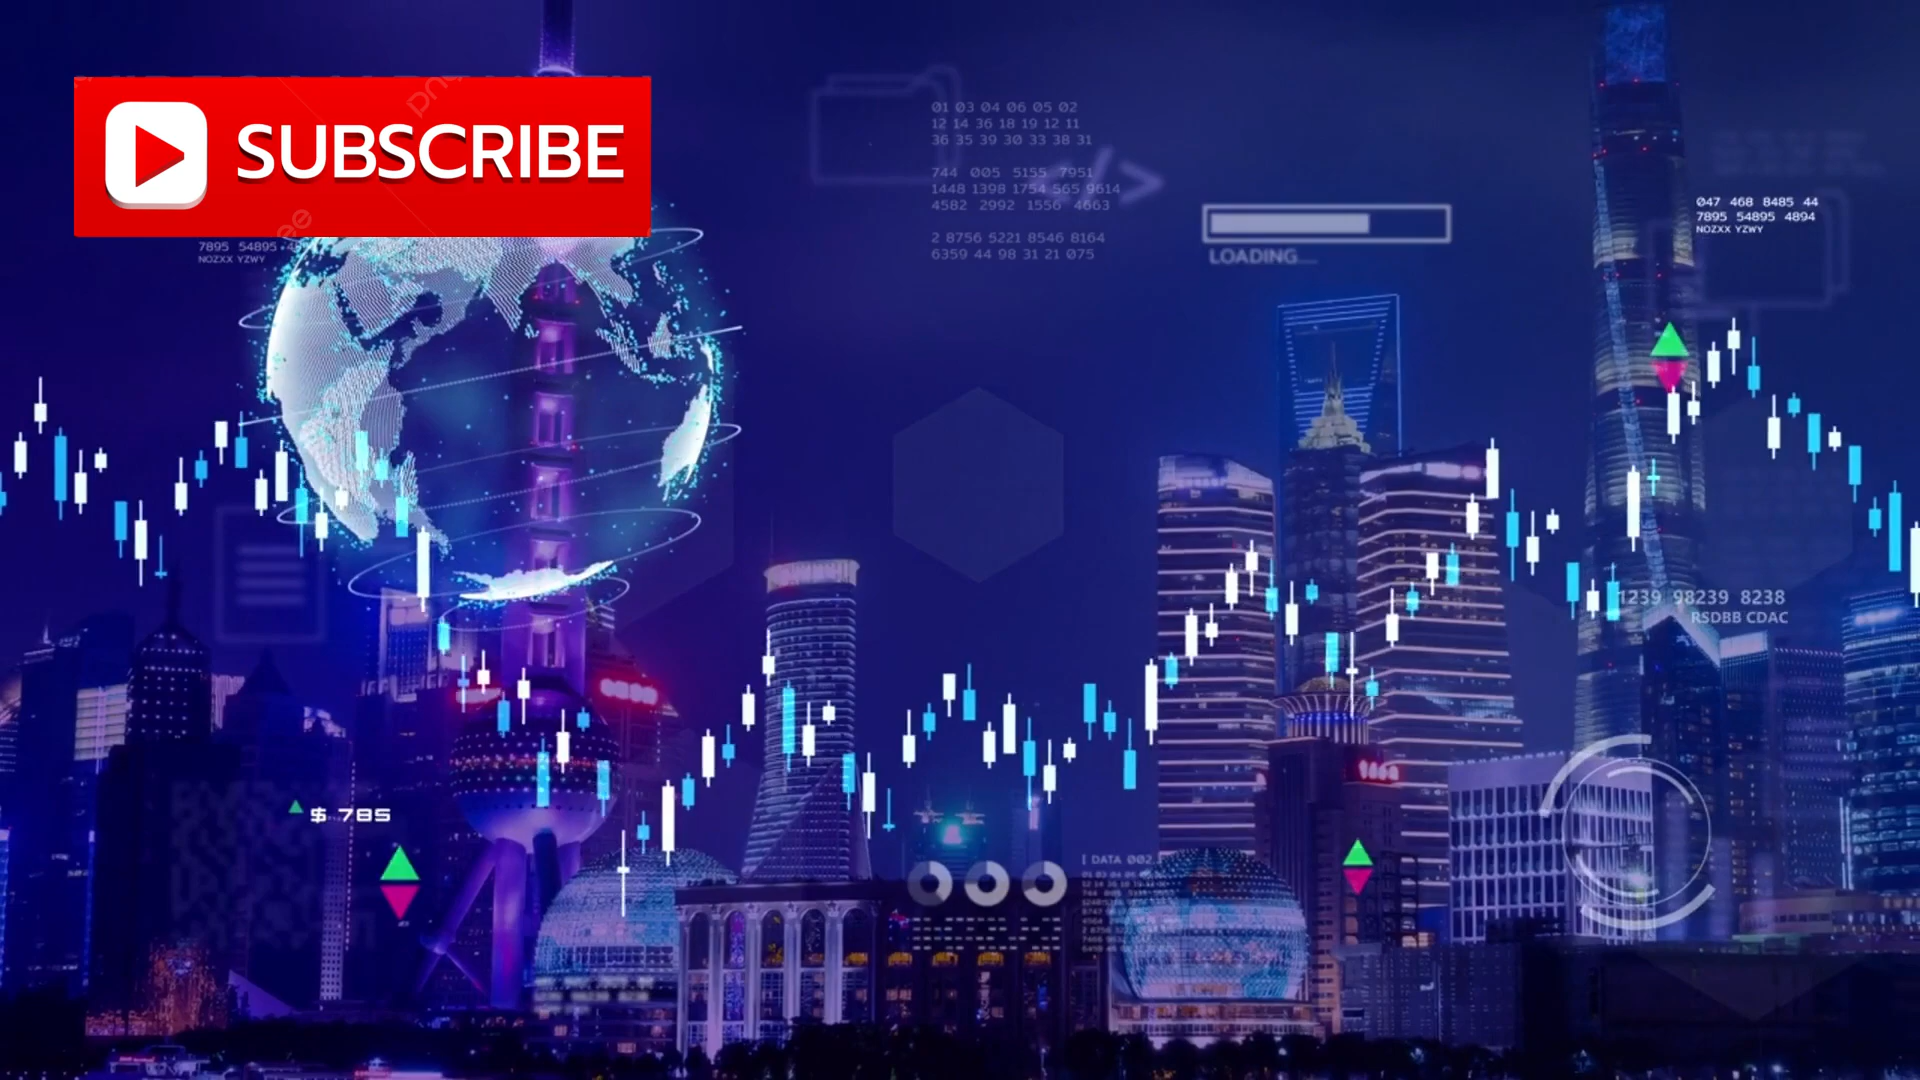 SUBSCRIBE
01 03 04 06 05 02
12 14 36 18 19 12 11
36 35 39 30 33 38 31
744 005 5155 7951
1448 1398 1754 565 9614
4582 2992 1556 4663
2 8756 5221 8546 8164
6359 44 98 31 21 075
</>
LOADING...
047 468 8485 44
7895 54895 4894
NOZXX YZWY
7895 54895
NOZXX YZWY
1239 98239 8238
RSDBB CDAC
$ 785
[ DATA 002